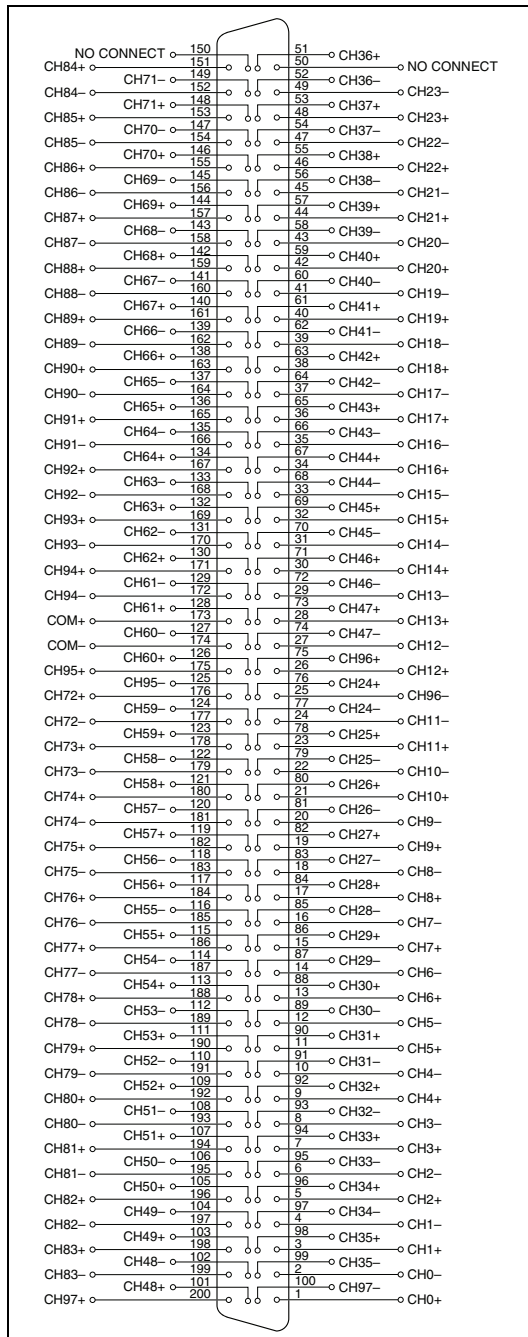 NO CONNECT 150 51 CH36+
CH84+ 151 50 NO CONNECT
CH71– 149 52 CH36–
CH84– 152 49 CH23–
CH71+ 148 53 CH37+
CH85+ 153 48 CH23+
CH70– 147 54 CH37–
CH85– 154 47 CH22–
CH70+ 146 55 CH38+
CH86+ 155 46 CH22+
CH69– 145 56 CH38–
CH86– 156 45 CH21–
CH69+ 144 57 CH39+
CH87+ 157 44 CH21+
CH68– 143 58 CH39–
CH87– 158 43 CH20–
CH68+ 142 59 CH40+
CH88+ 159 42 CH20+
CH67– 141 60 CH40–
CH88– 160 41 CH19–
CH67+ 140 61 CH41+
CH89+ 161 40 CH19+
CH66– 139 62 CH41–
CH89– 162 39 CH18–
CH66+ 138 63 CH42+
CH90+ 163 38 CH18+
CH65– 137 64 CH42–
CH90– 164 37 CH17–
CH65+ 136 65 CH43+
CH91+ 165 36 CH17+
CH64– 135 66 CH43–
CH91– 166 35 CH16–
CH64+ 134 67 CH44+
CH92+ 167 34 CH16+
CH63– 133 68 CH44–
CH92– 168 33 CH15–
CH63+ 132 69 CH45+
CH93+ 169 32 CH15+
CH62– 131 70 CH45–
CH93– 170 31 CH14–
CH62+ 130 71 CH46+
CH94+ 171 30 CH14+
CH61– 129 72 CH46–
CH94– 172 29 CH13–
CH61+ 128 73 CH47+
COM+ 173 28 CH13+
CH60– 127 74 CH47–
COM– 174 27 CH12–
CH60+ 126 75 CH96+
CH95+ 175 26 CH12+
CH95– 125 76 CH24+
CH72+ 176 25 CH96–
CH59– 124 77 CH24–
CH72– 177 24 CH11–
CH59+ 123 78 CH25+
CH73+ 178 23 CH11+
CH58– 122 79 CH25–
CH73– 179 22 CH10–
CH58+ 121 80 CH26+
CH74+ 180 21 CH10+
CH57– 120 81 CH26–
CH74– 181 20 CH9–
CH57+ 119 82 CH27+
CH75+ 182 19 CH9+
CH56– 118 83 CH27–
CH75– 183 18 CH8–
CH56+ 117 84 CH28+
CH76+ 184 17 CH8+
CH55– 116 85 CH28–
CH76– 185 16 CH7–
CH55+ 115 86 CH29+
CH77+ 186 15 CH7+
CH54– 114 87 CH29–
CH77– 187 14 CH6–
CH54+ 113 88 CH30+
CH78+ 188 13 CH6+
CH53– 112 89 CH30–
CH78– 189 12 CH5–
CH53+ 111 90 CH31+
CH79+ 190 11 CH5+
CH52– 110 91 CH31–
CH79– 191 10 CH4–
CH52+ 109 92 CH32+
CH80+ 192 9 CH4+
CH51– 108 93 CH32–
CH80– 193 8 CH3–
CH51+ 107 94 CH33+
CH81+ 194 7 CH3+
CH50– 106 95 CH33–
CH81– 195 6 CH2–
CH50+ 105 96 CH34+
CH82+ 196 5 CH2+
CH49– 104 97 CH34–
CH82– 197 4 CH1–
CH49+ 103 98 CH35+
CH83+ 198 3 CH1+
CH48– 102 99 CH35–
CH83– 199 2 CH0–
CH48+ 101 100 CH97–
CH97+ 200 1 CH0+